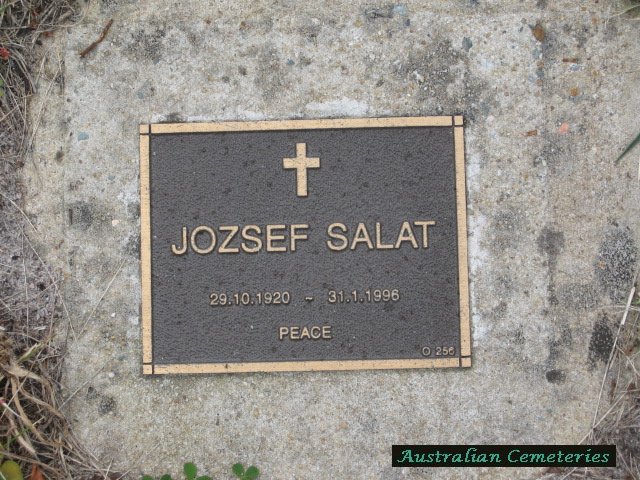 JOZSEF SALAT
29.10.1920 ~ 31.1.1996
PEACE
O 256
Australian Cemeteries